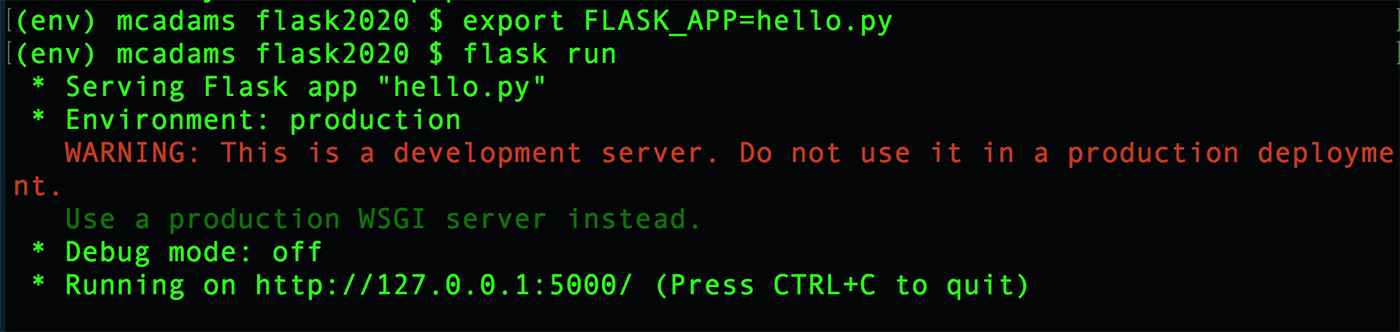 [(env) mcadams flask2020 $ export FLASK_APP=hello.py ]
[(env) mcadams flask2020 $ flask run ]
 * Serving Flask app "hello.py"
 * Environment: production
   WARNING: This is a development server. Do not use it in a production deployme
nt.
   Use a production WSGI server instead.
 * Debug mode: off
 * Running on http://127.0.0.1:5000/ (Press CTRL+C to quit)